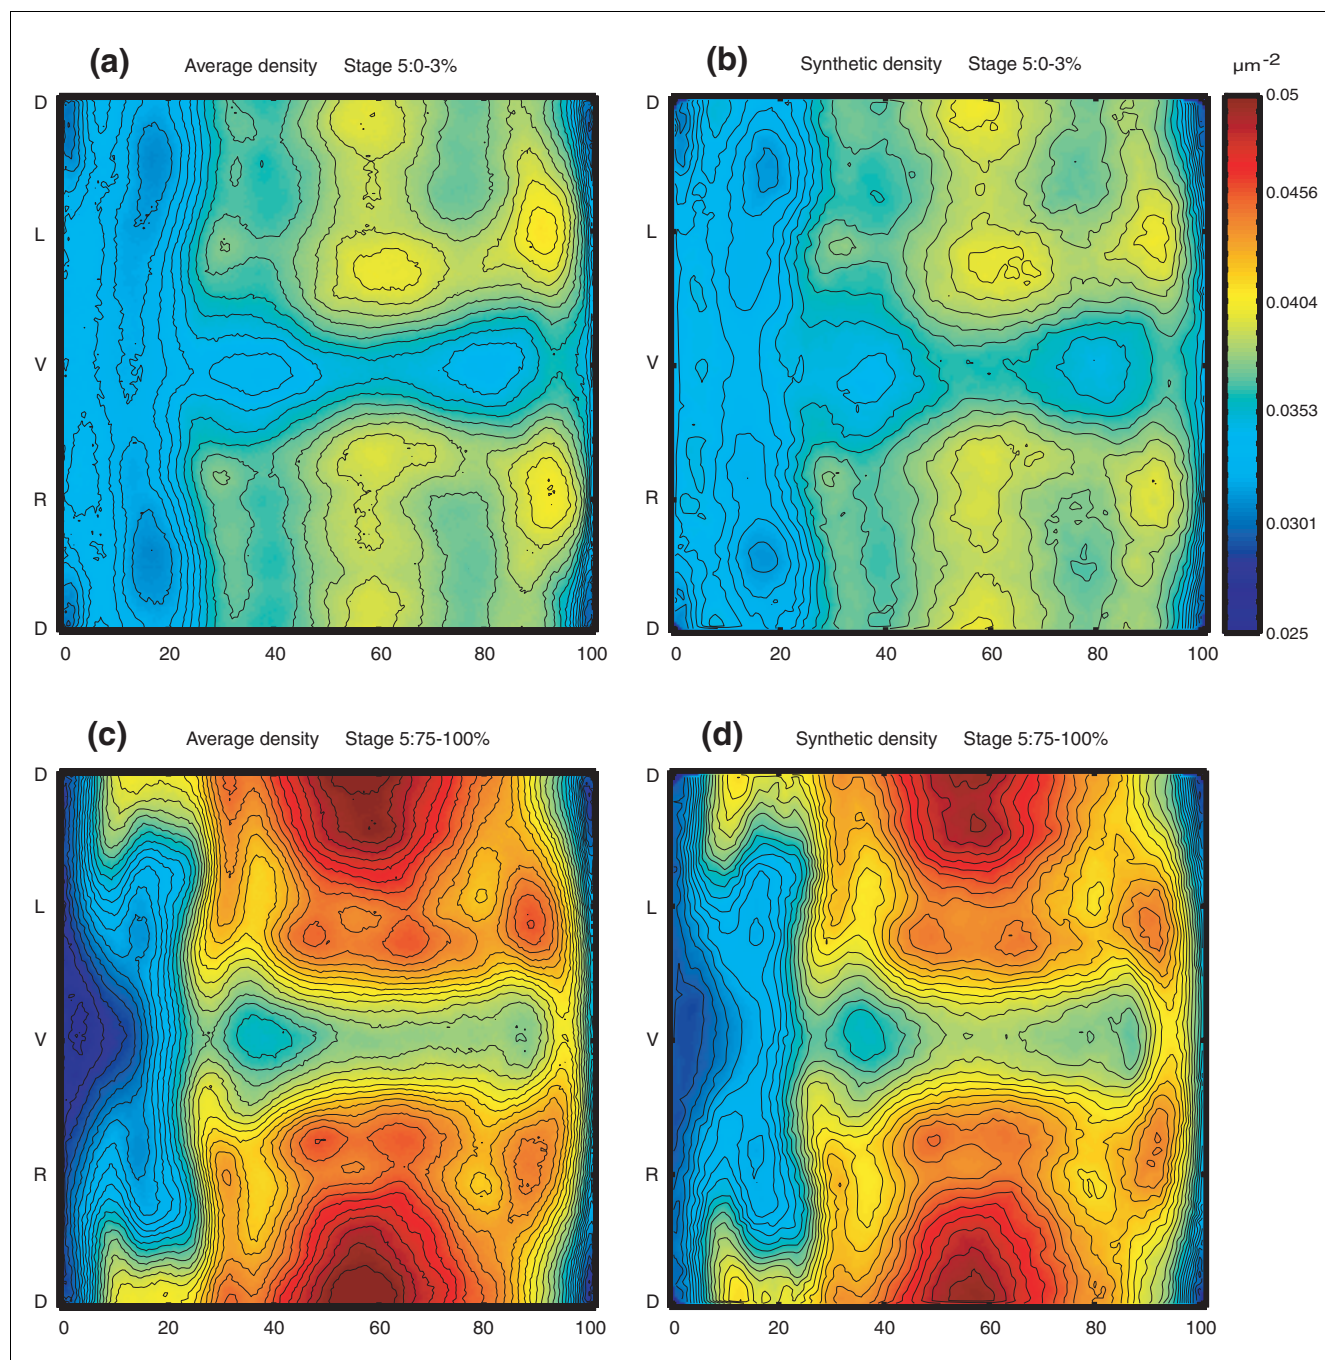 (a) Average density Stage 5:0-3%
(b) Synthetic density Stage 5:0-3%
µm-2
D
L
V
R
D
0 20 40 60 80 100
D
L
V
R
D
0 20 40 60 80 100
0.05
0.0456
0.0404
0.0353
0.0301
0.025
(c) Average density Stage 5:75-100%
(d) Synthetic density Stage 5:75-100%
D
L
V
R
D
0 20 40 60 80 100
D
L
V
R
D
0 20 40 60 80 100